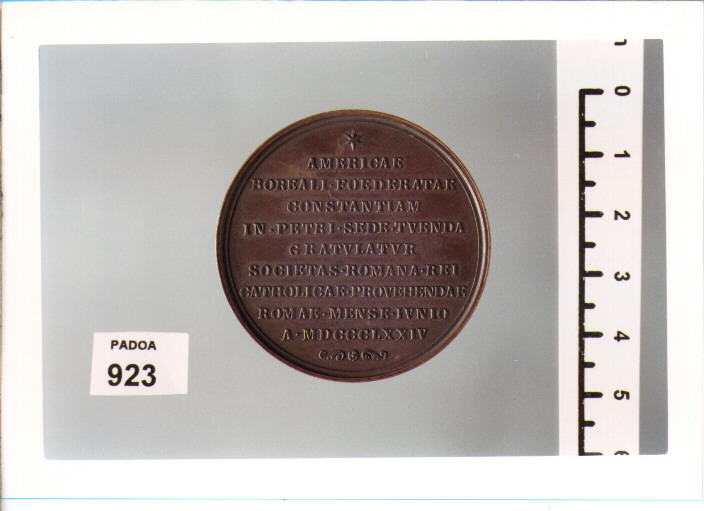 AMERICAE
BOREALI·FOEDERATAE
CONSTANTIAM
IN·PETRI·SEDE·TVENDA
GRATVLATVR
SOCIETAS·ROMANA·REI
CATHOLICAE·PROVEHENDAE
ROMAE·MENSE·IVNIO
A·MDCCCLXXIV
PADOA
923
0
1
2
3
4
5